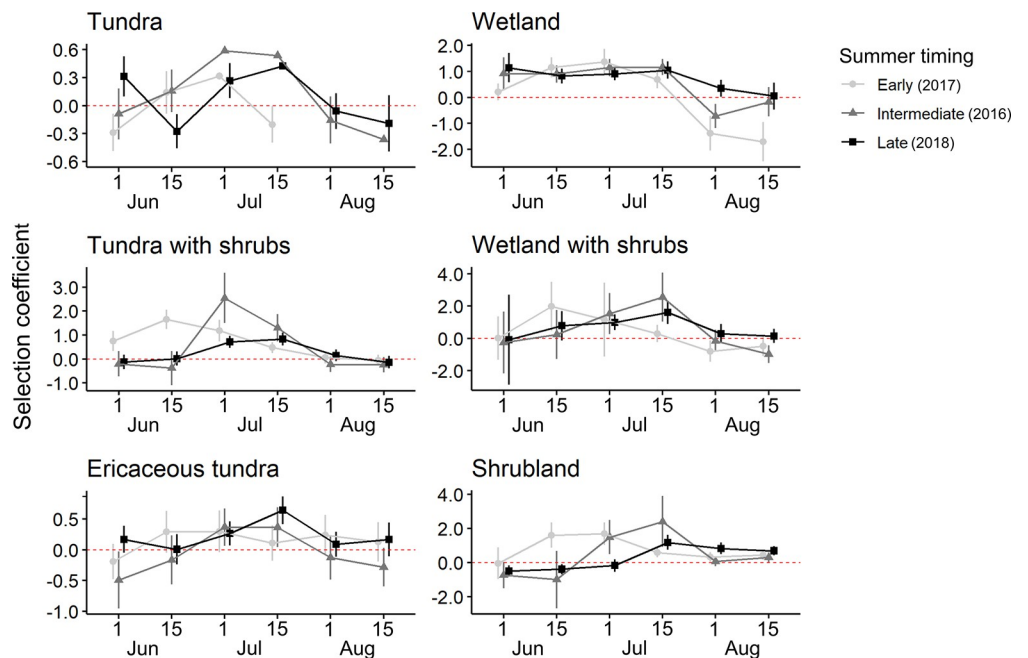 Tundra
0.6
0.3
0.0
-0.3
-0.6
1 15 1 15 1 15
Jun Jul Aug
Wetland
2.0
1.0
0.0
-1.0
-2.0
1 15 1 15 1 15
Jun Jul Aug
Summer timing
Early (2017)
Intermediate (2016)
Late (2018)
Selection coefficient
Tundra with shrubs
3.0
2.0
1.0
0.0
-1.0
1 15 1 15 1 15
Jun Jul Aug
Wetland with shrubs
4.0
2.0
0.0
-2.0
1 15 1 15 1 15
Jun Jul Aug
Ericaceous tundra
0.5
0.0
-0.5
-1.0
1 15 1 15 1 15
Jun Jul Aug
Shrubland
4.0
2.0
0.0
-2.0
1 15 1 15 1 15
Jun Jul Aug